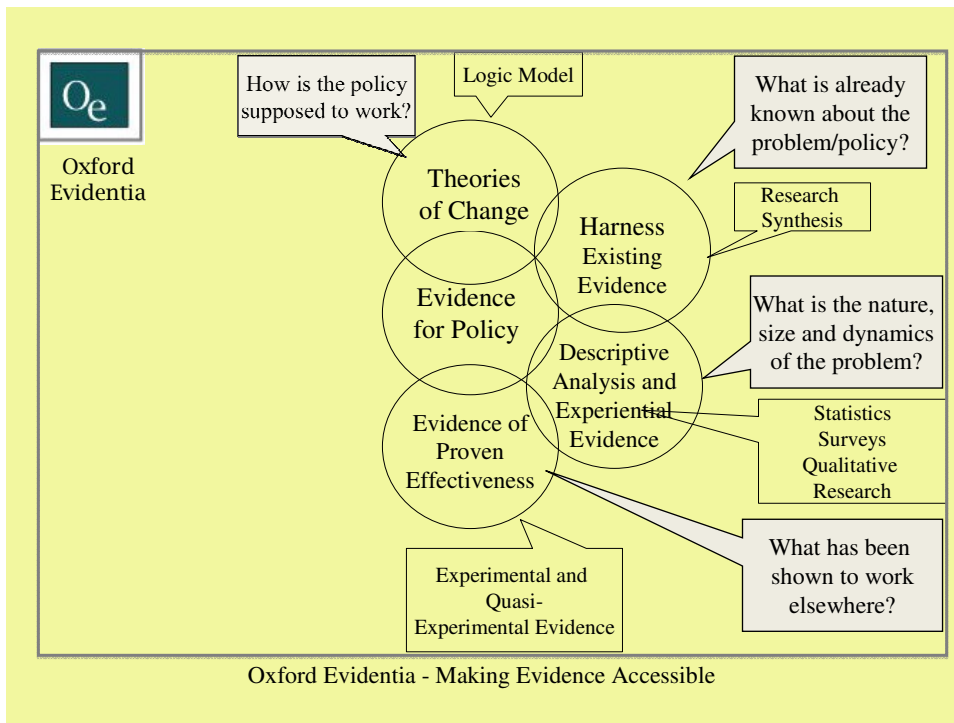 Oe
Oxford
Evidentia
How is the policy
supposed to work?
Logic Model
What is already
known about the
problem/policy?
Theories
of Change
Research
Synthesis
Harness
Existing
Evidence
Evidence
for Policy
What is the nature,
size and dynamics
of the problem?
Descriptive
Analysis and
Experiential
Evidence
Statistics
Surveys
Qualitative
Research
Evidence of
Proven
Effectiveness
What has been
shown to work
elsewhere?
Experimental and
Quasi-
Experimental Evidence
Oxford Evidentia - Making Evidence Accessible